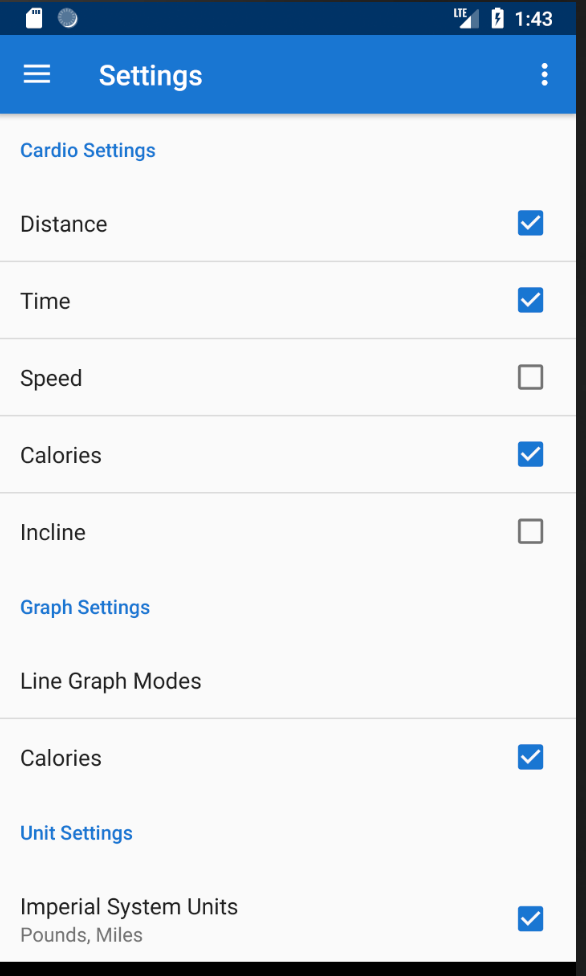 LTE 1:43
Settings
Cardio Settings
Distance
Time
Speed
Calories
Incline
Graph Settings
Line Graph Modes
Calories
Unit Settings
Imperial System Units
Pounds, Miles